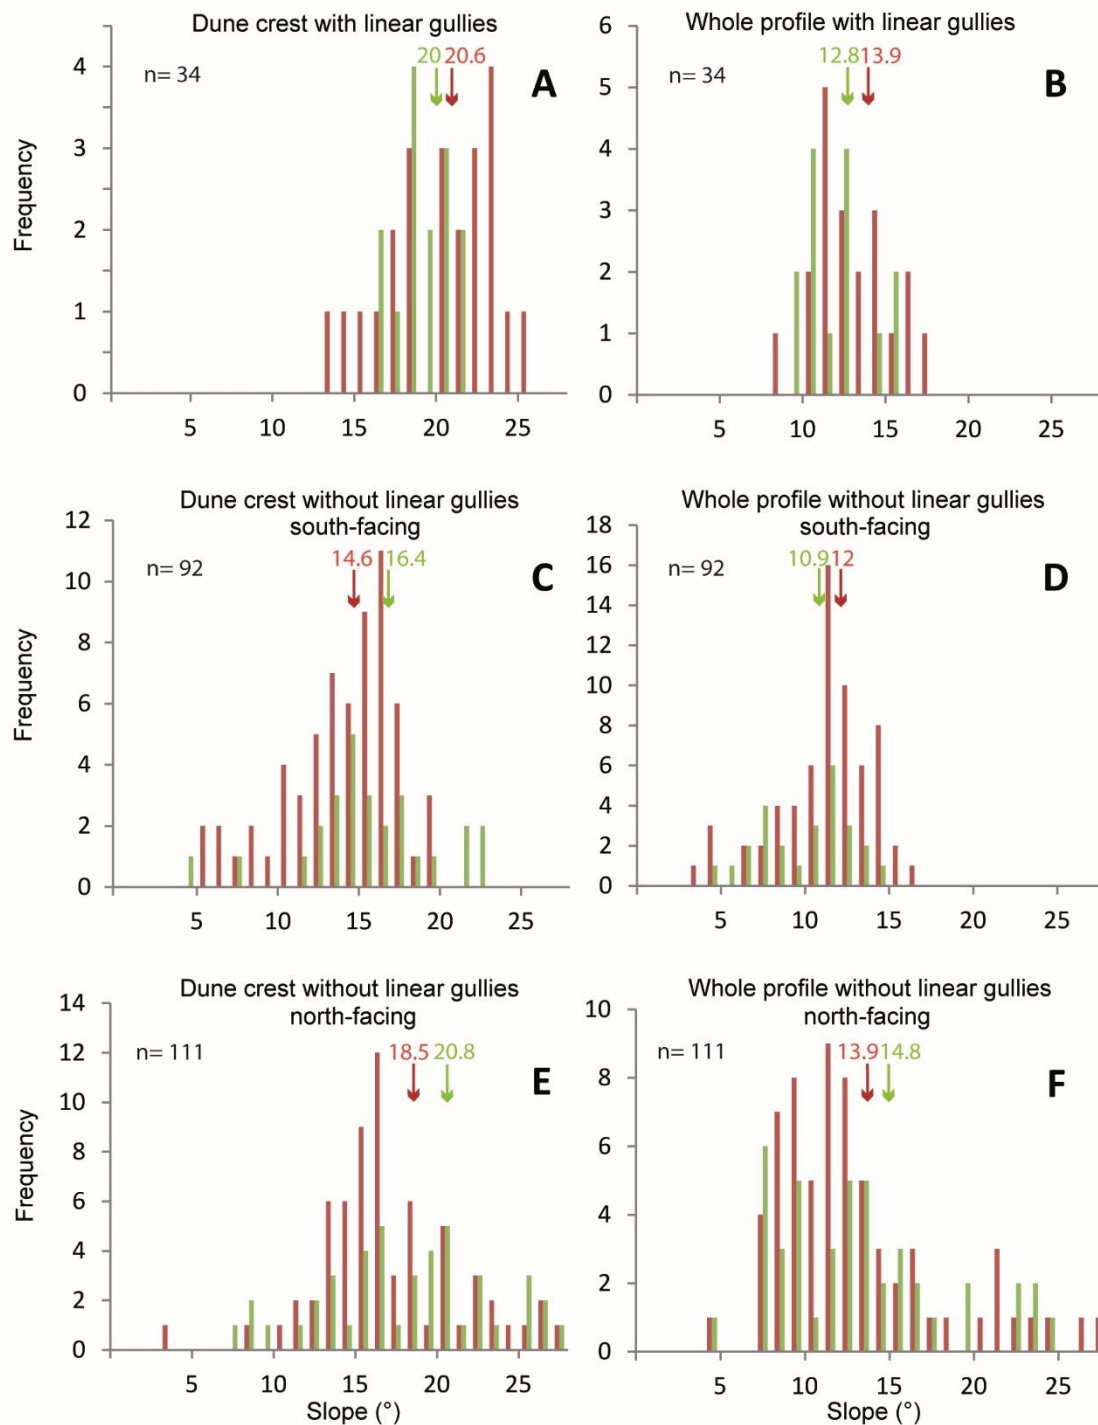 Dune crest with linear gullies
20 20.6
n= 34
A
Frequency
4
3
2
1
0
5 10 15 20 25
Whole profile with linear gullies
12.8 13.9
n= 34
B
6
5
4
3
2
1
0
5 10 15 20 25
Dune crest without linear gullies
south-facing
14.6 16.4
n= 92
C
Frequency
12
10
8
6
4
2
0
5 10 15 20 25
Whole profile without linear gullies
south-facing
10.9 12
n= 92
D
18
16
14
12
10
8
6
4
2
0
5 10 15 20 25
Dune crest without linear gullies
north-facing
18.5 20.8
n= 111
E
Frequency
14
12
10
8
6
4
2
0
5 10 15 20 25
Slope (°)
Whole profile without linear gullies
north-facing
13.9 14.8
n= 111
F
10
8
6
4
2
0
5 10 15 20 25
Slope (°)